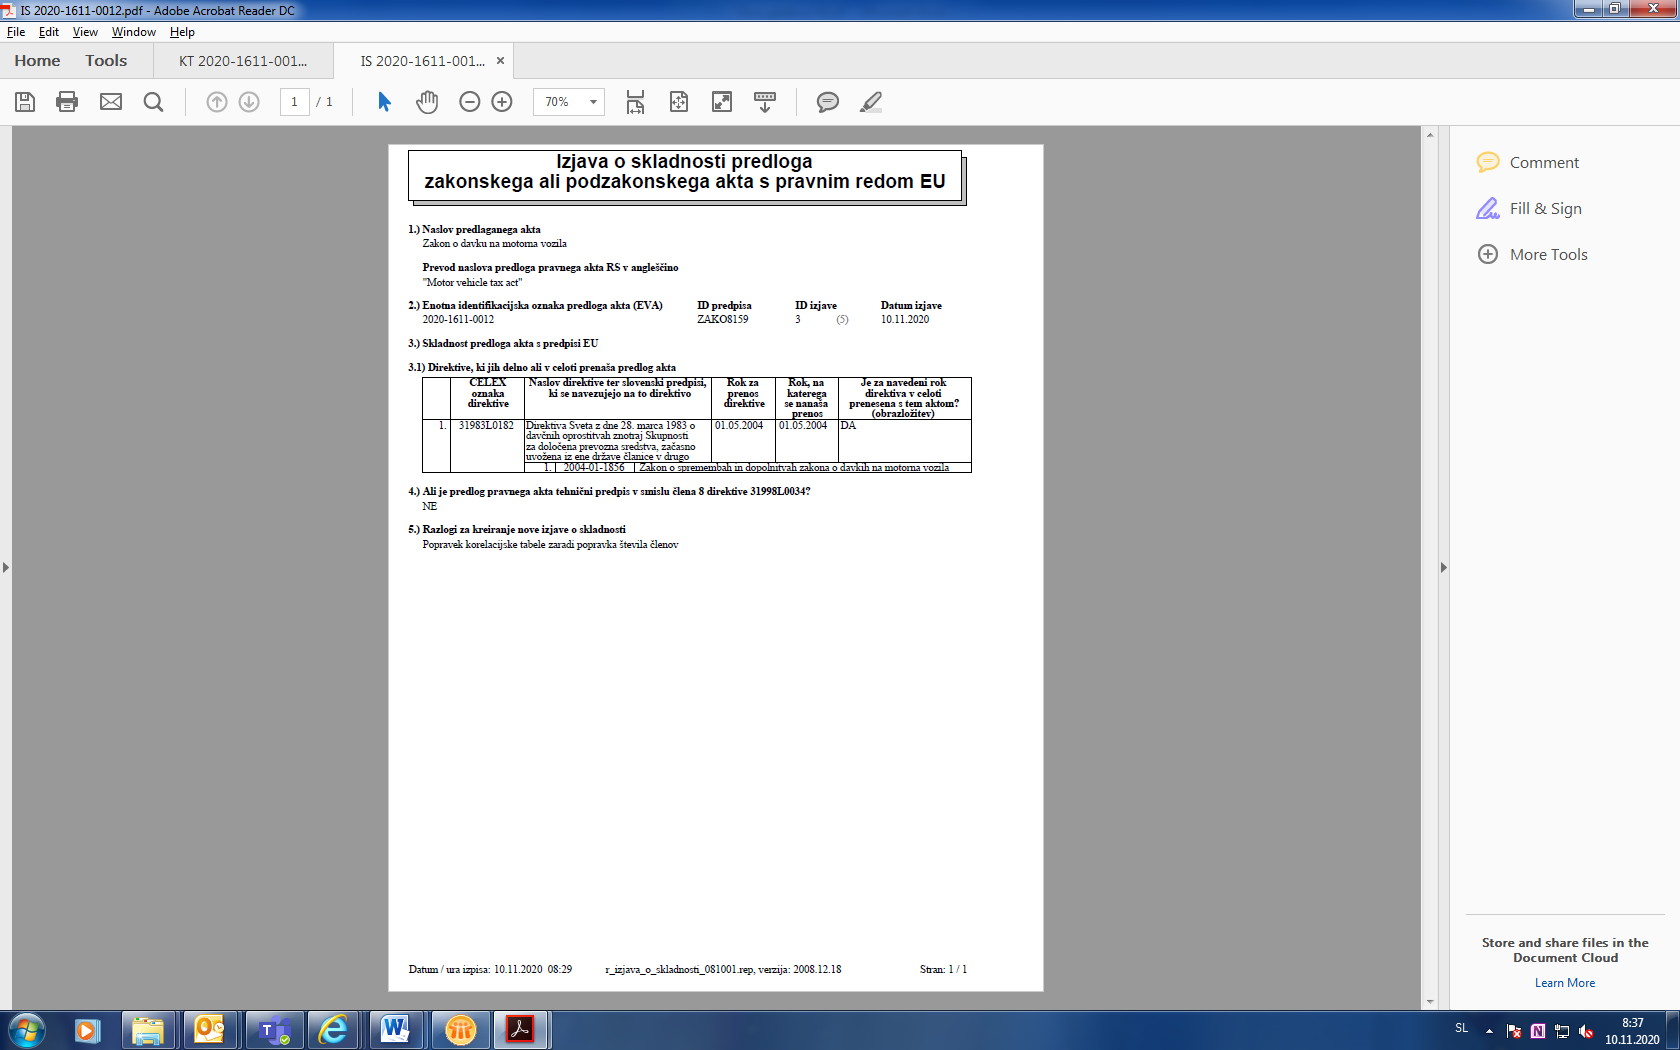 IS 2020-1611-0012.pdf - Adobe Acrobat Reader DC
File Edit View Window Help
Home Tools KT 2020-1611-001... IS 2020-1611-001... ×
1 / 1 70%
Izjava o skladnosti predloga
zakonskega ali podzakonskega akta s pravnim redom EU
1.) Naslov predlaganega akta
Zakon o davku na motorna vozila
Prevod naslova predloga pravnega akta RS v angleščino
"Motor vehicle tax act"
2.) Enotna identifikacijska oznaka predloga akta (EVA) ID predpisa ID izjave Datum izjave
2020-1611-0012 ZAKO8159 3 (5) 10.11.2020
3.) Skladnost predloga akta s predpisi EU
3.1) Direktive, ki jih delno ali v celoti prenaša predlog akta
CELEX oznaka direktive
Naslov direktive ter slovenski predpisi, ki se navezujejo na to direktivo
Rok za prenos direktive
Rok, na katerega se nanaša prenos
Je za navedeni rok direktiva v celoti prenesena s tem aktom? (obrazložitev)
1. 31983L0182 Direktiva Sveta z dne 28. marca 1983 o 01.05.2004 01.05.2004 DA
davčnih oprostitvah znotraj Skupnosti
za določena prevozna sredstva, začasno
uvožena iz ene države članice v drugo
1. 2004-01-1856 Zakon o spremembah in dopolnitvah zakona o davkih na motorna vozila
4.) Ali je predlog pravnega akta tehnični predpis v smislu člena 8 direktive 31998L0034?
NE
5.) Razlogi za kreiranje nove izjave o skladnosti
Popravek korelacijske tabele zaradi popravka števila členov
Datum / ura izpisa: 10.11.2020 08:29 r_izjava_o_skladnosti_081001.rep, verzija: 2008.12.18 Stran: 1 / 1
Comment
Fill & Sign
More Tools
Store and share files in the
Document Cloud
Learn More
SL 8:37
10.11.2020